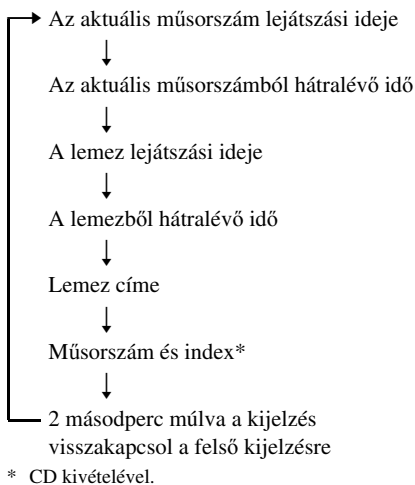 Az aktuális műsorszám lejátszási ideje
Az aktuális műsorszámból hátralévő idő
A lemez lejátszási ideje
A lemezből hátralévő idő
Lemez címe
Műsorszám és index*
2 másodperc múlva a kijelzés
visszakapcsol a felső kijelzésre
* CD kivételével.